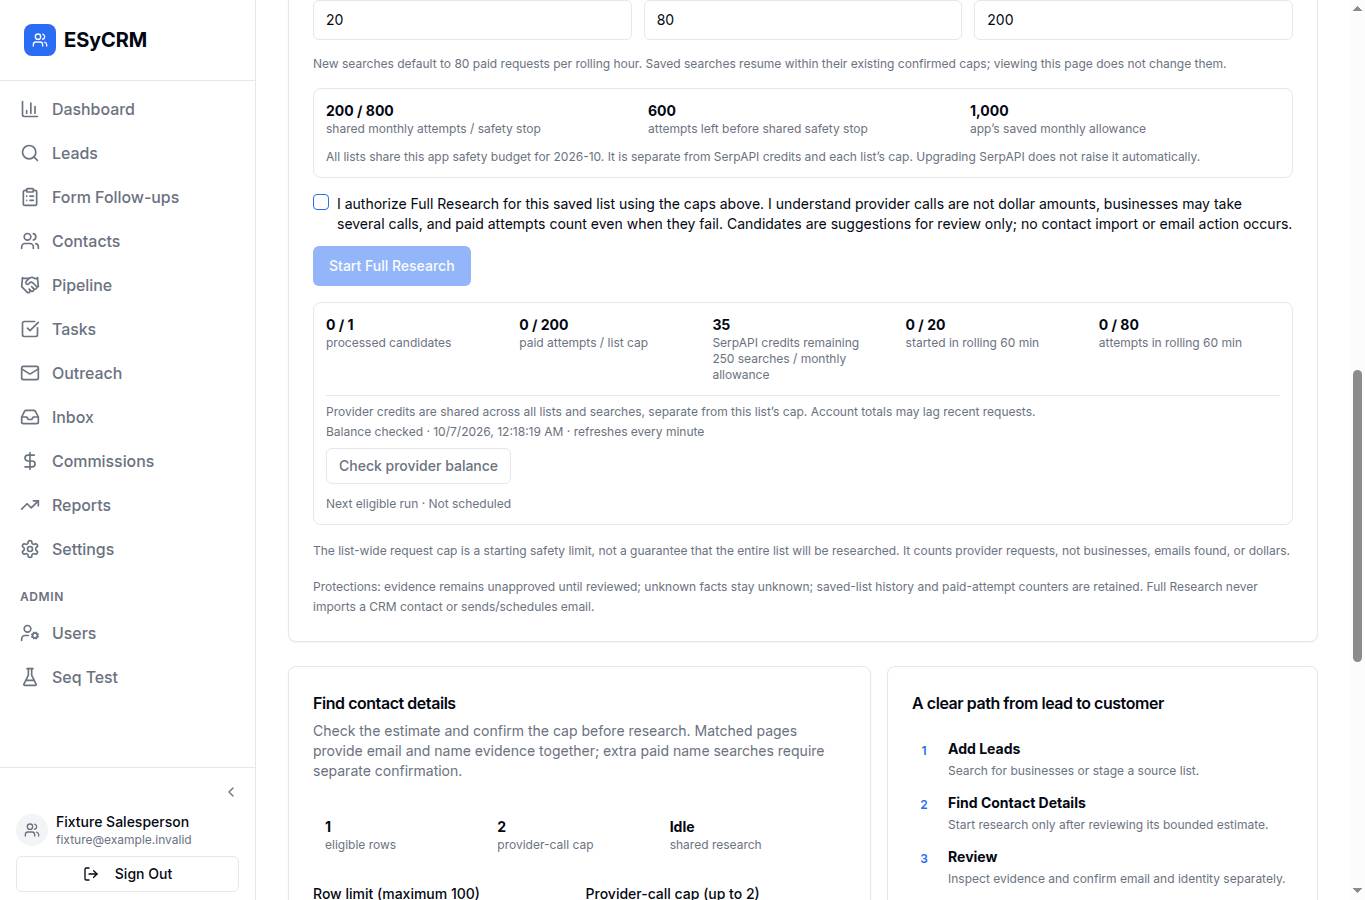 ESyCRM
Dashboard
Leads
Form Follow-ups
Contacts
Pipeline
Tasks
Outreach
Inbox
Commissions
Reports
Settings
ADMIN
Users
Seq Test
Fixture Salesperson
fixture@example.invalid
Sign Out
20
80
200
New searches default to 80 paid requests per rolling hour. Saved searches resume within their existing confirmed caps; viewing this page does not change them.
200 / 800
shared monthly attempts / safety stop
600
attempts left before shared safety stop
1,000
app's saved monthly allowance
All lists share this app safety budget for 2026-10. It is separate from SerpAPI credits and each list's cap. Upgrading SerpAPI does not raise it automatically.
I authorize Full Research for this saved list using the caps above. I understand provider calls are not dollar amounts, businesses may take
several calls, and paid attempts count even when they fail. Candidates are suggestions for review only; no contact import or email action occurs.
Start Full Research
0 / 1
processed candidates
0 / 200
paid attempts / list cap
35
SerpAPI credits remaining
250 searches / monthly
allowance
0 / 20
started in rolling 60 min
0 / 80
attempts in rolling 60 min
Provider credits are shared across all lists and searches, separate from this list's cap. Account totals may lag recent requests.
Balance checked · 10/7/2026, 12:18:19 AM · refreshes every minute
Check provider balance
Next eligible run · Not scheduled
The list-wide request cap is a starting safety limit, not a guarantee that the entire list will be researched. It counts provider requests, not businesses, emails found, or dollars.
Protections: evidence remains unapproved until reviewed; unknown facts stay unknown; saved-list history and paid-attempt counters are retained. Full Research never
imports a CRM contact or sends/schedules email.
Find contact details
Check the estimate and confirm the cap before research. Matched pages
provide email and name evidence together; extra paid name searches require
separate confirmation.
1
eligible rows
2
provider-call cap
Idle
shared research
Row limit (maximum 100)
Provider-call cap (up to 2)
A clear path from lead to customer
1
Add Leads
Search for businesses or stage a source list.
2
Find Contact Details
Start research only after reviewing its bounded estimate.
3
Review
Inspect evidence and confirm email and identity separately.